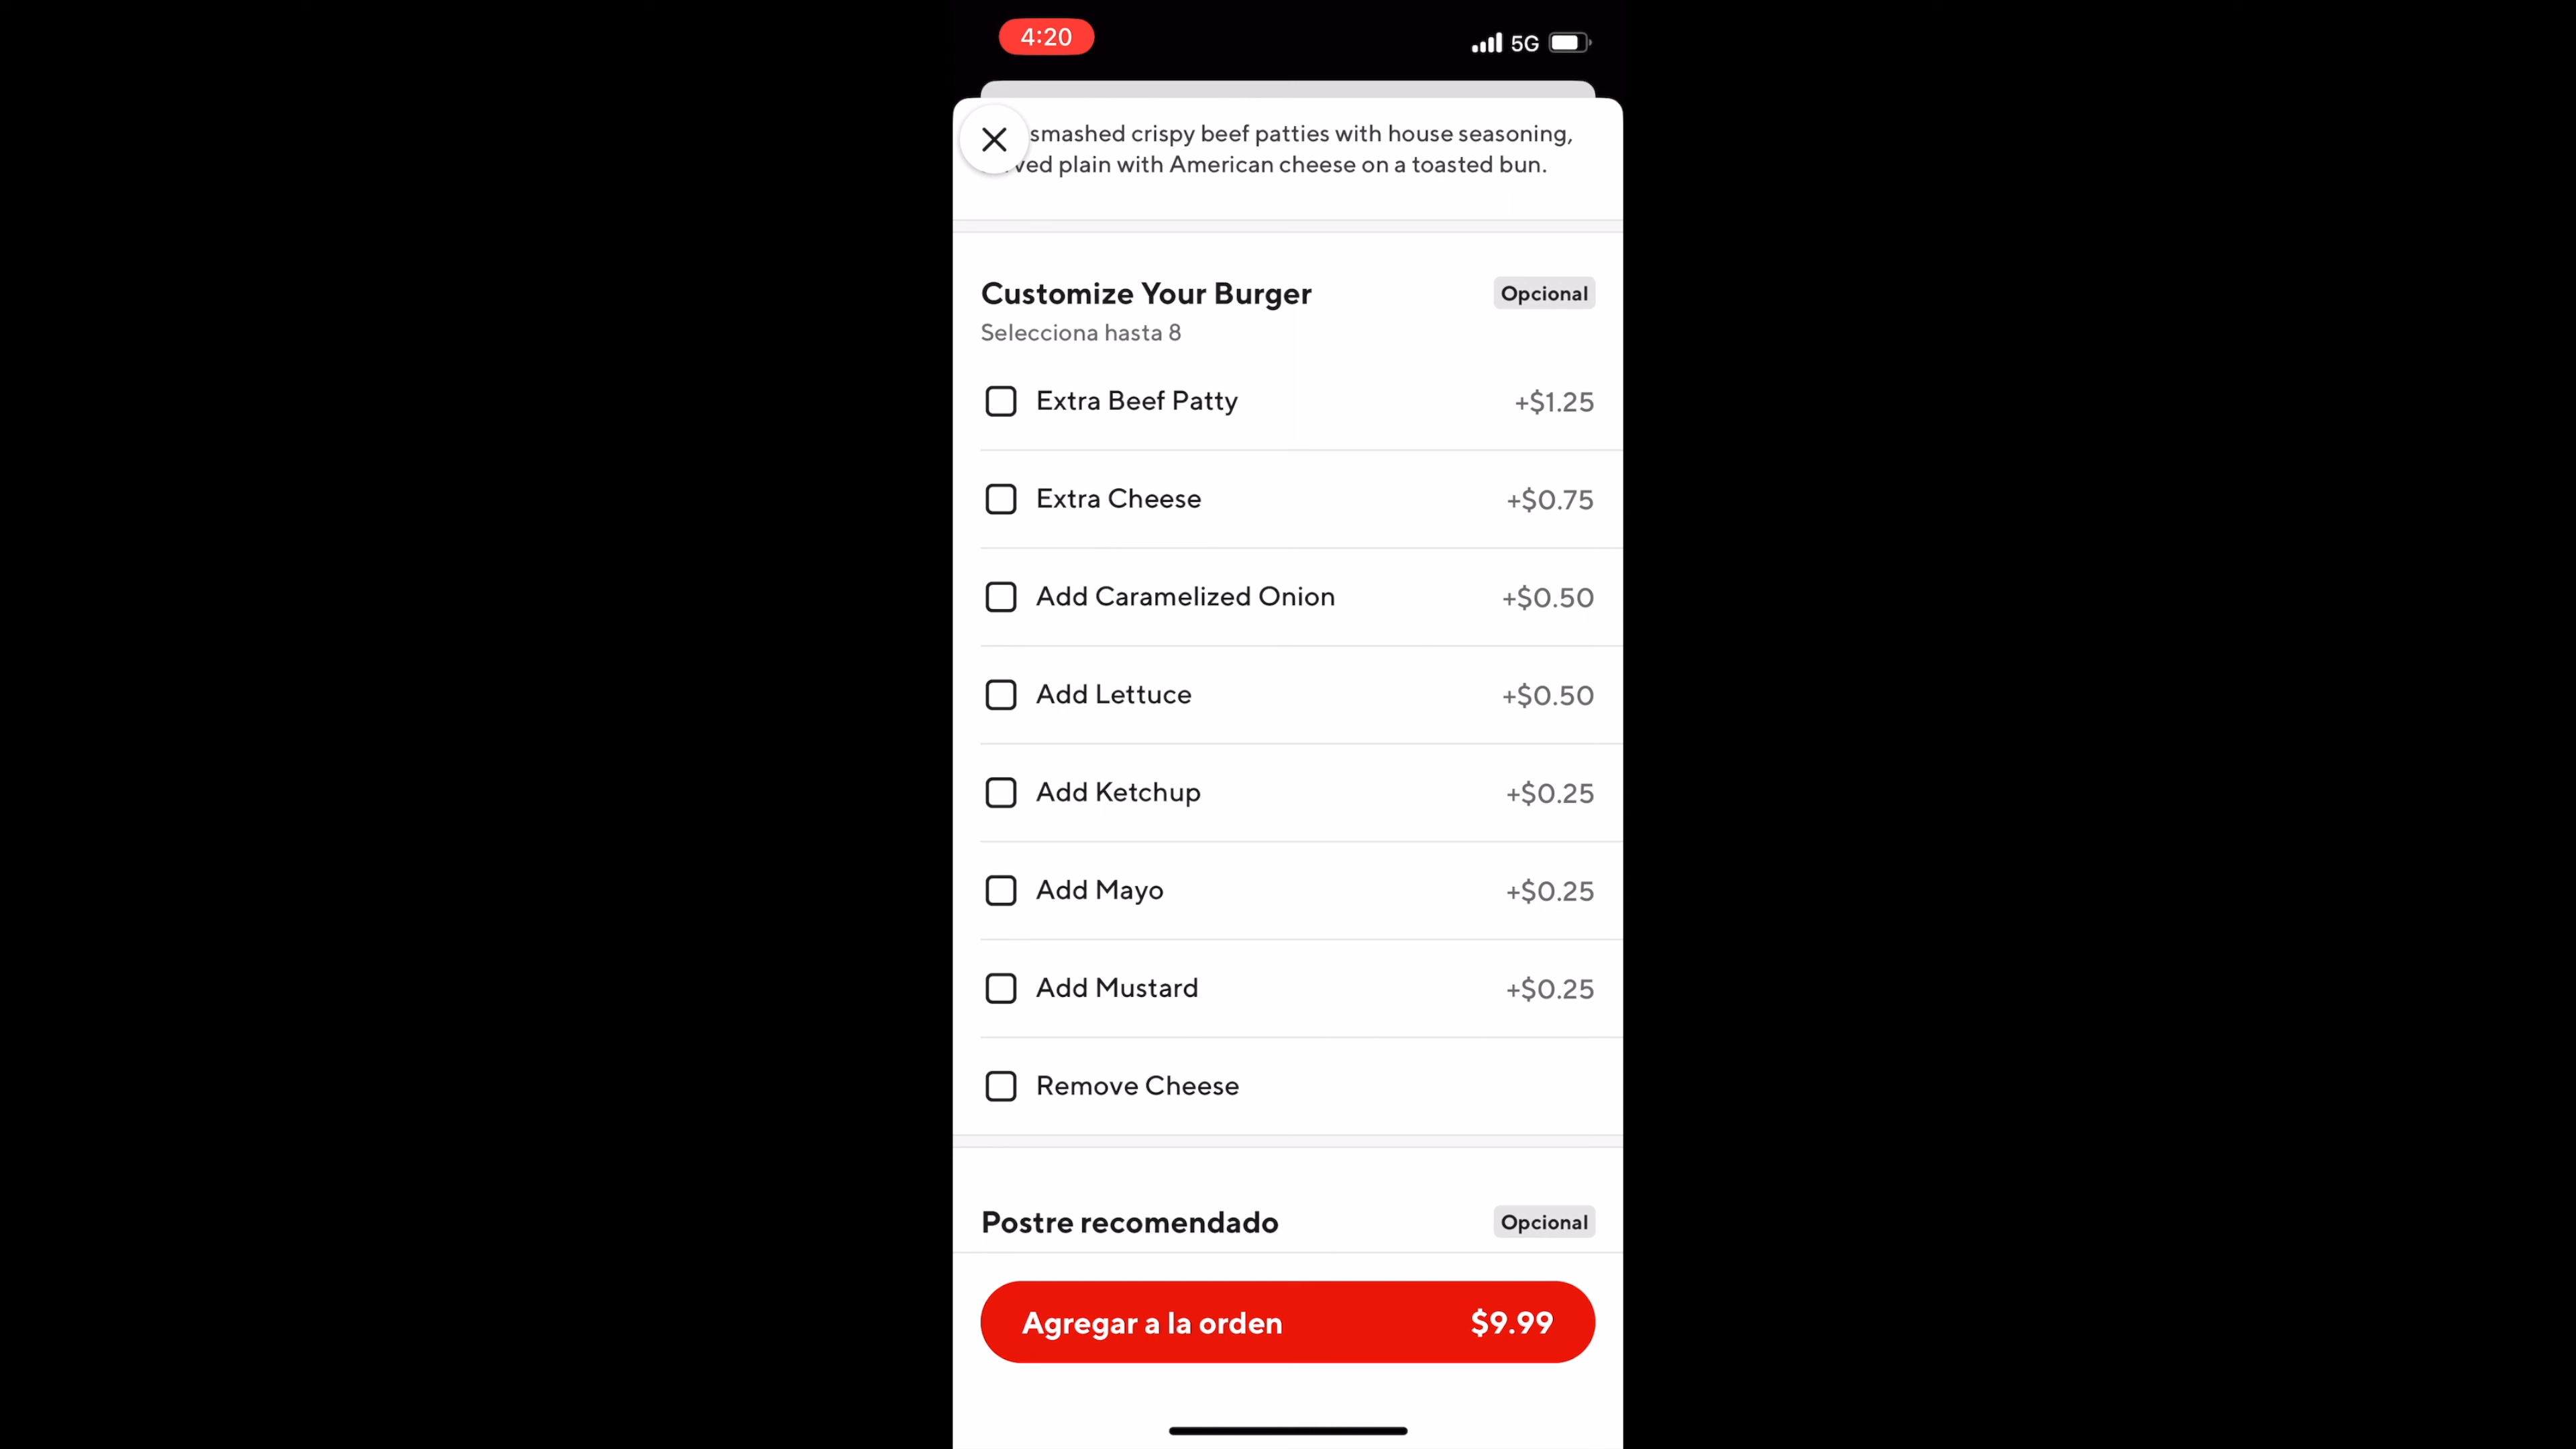 4:20
5G
smashed crispy beef patties with house seasoning,
plain with American cheese on a toasted bun.
Customize Your Burger
Opcional
Selecciona hasta 8
Extra Beef Patty +$1.25
Extra Cheese +$0.75
Add Caramelized Onion +$0.50
Add Lettuce +$0.50
Add Ketchup +$0.25
Add Mayo +$0.25
Add Mustard +$0.25
Remove Cheese
Postre recomendado
Opcional
Agregar a la orden $9.99